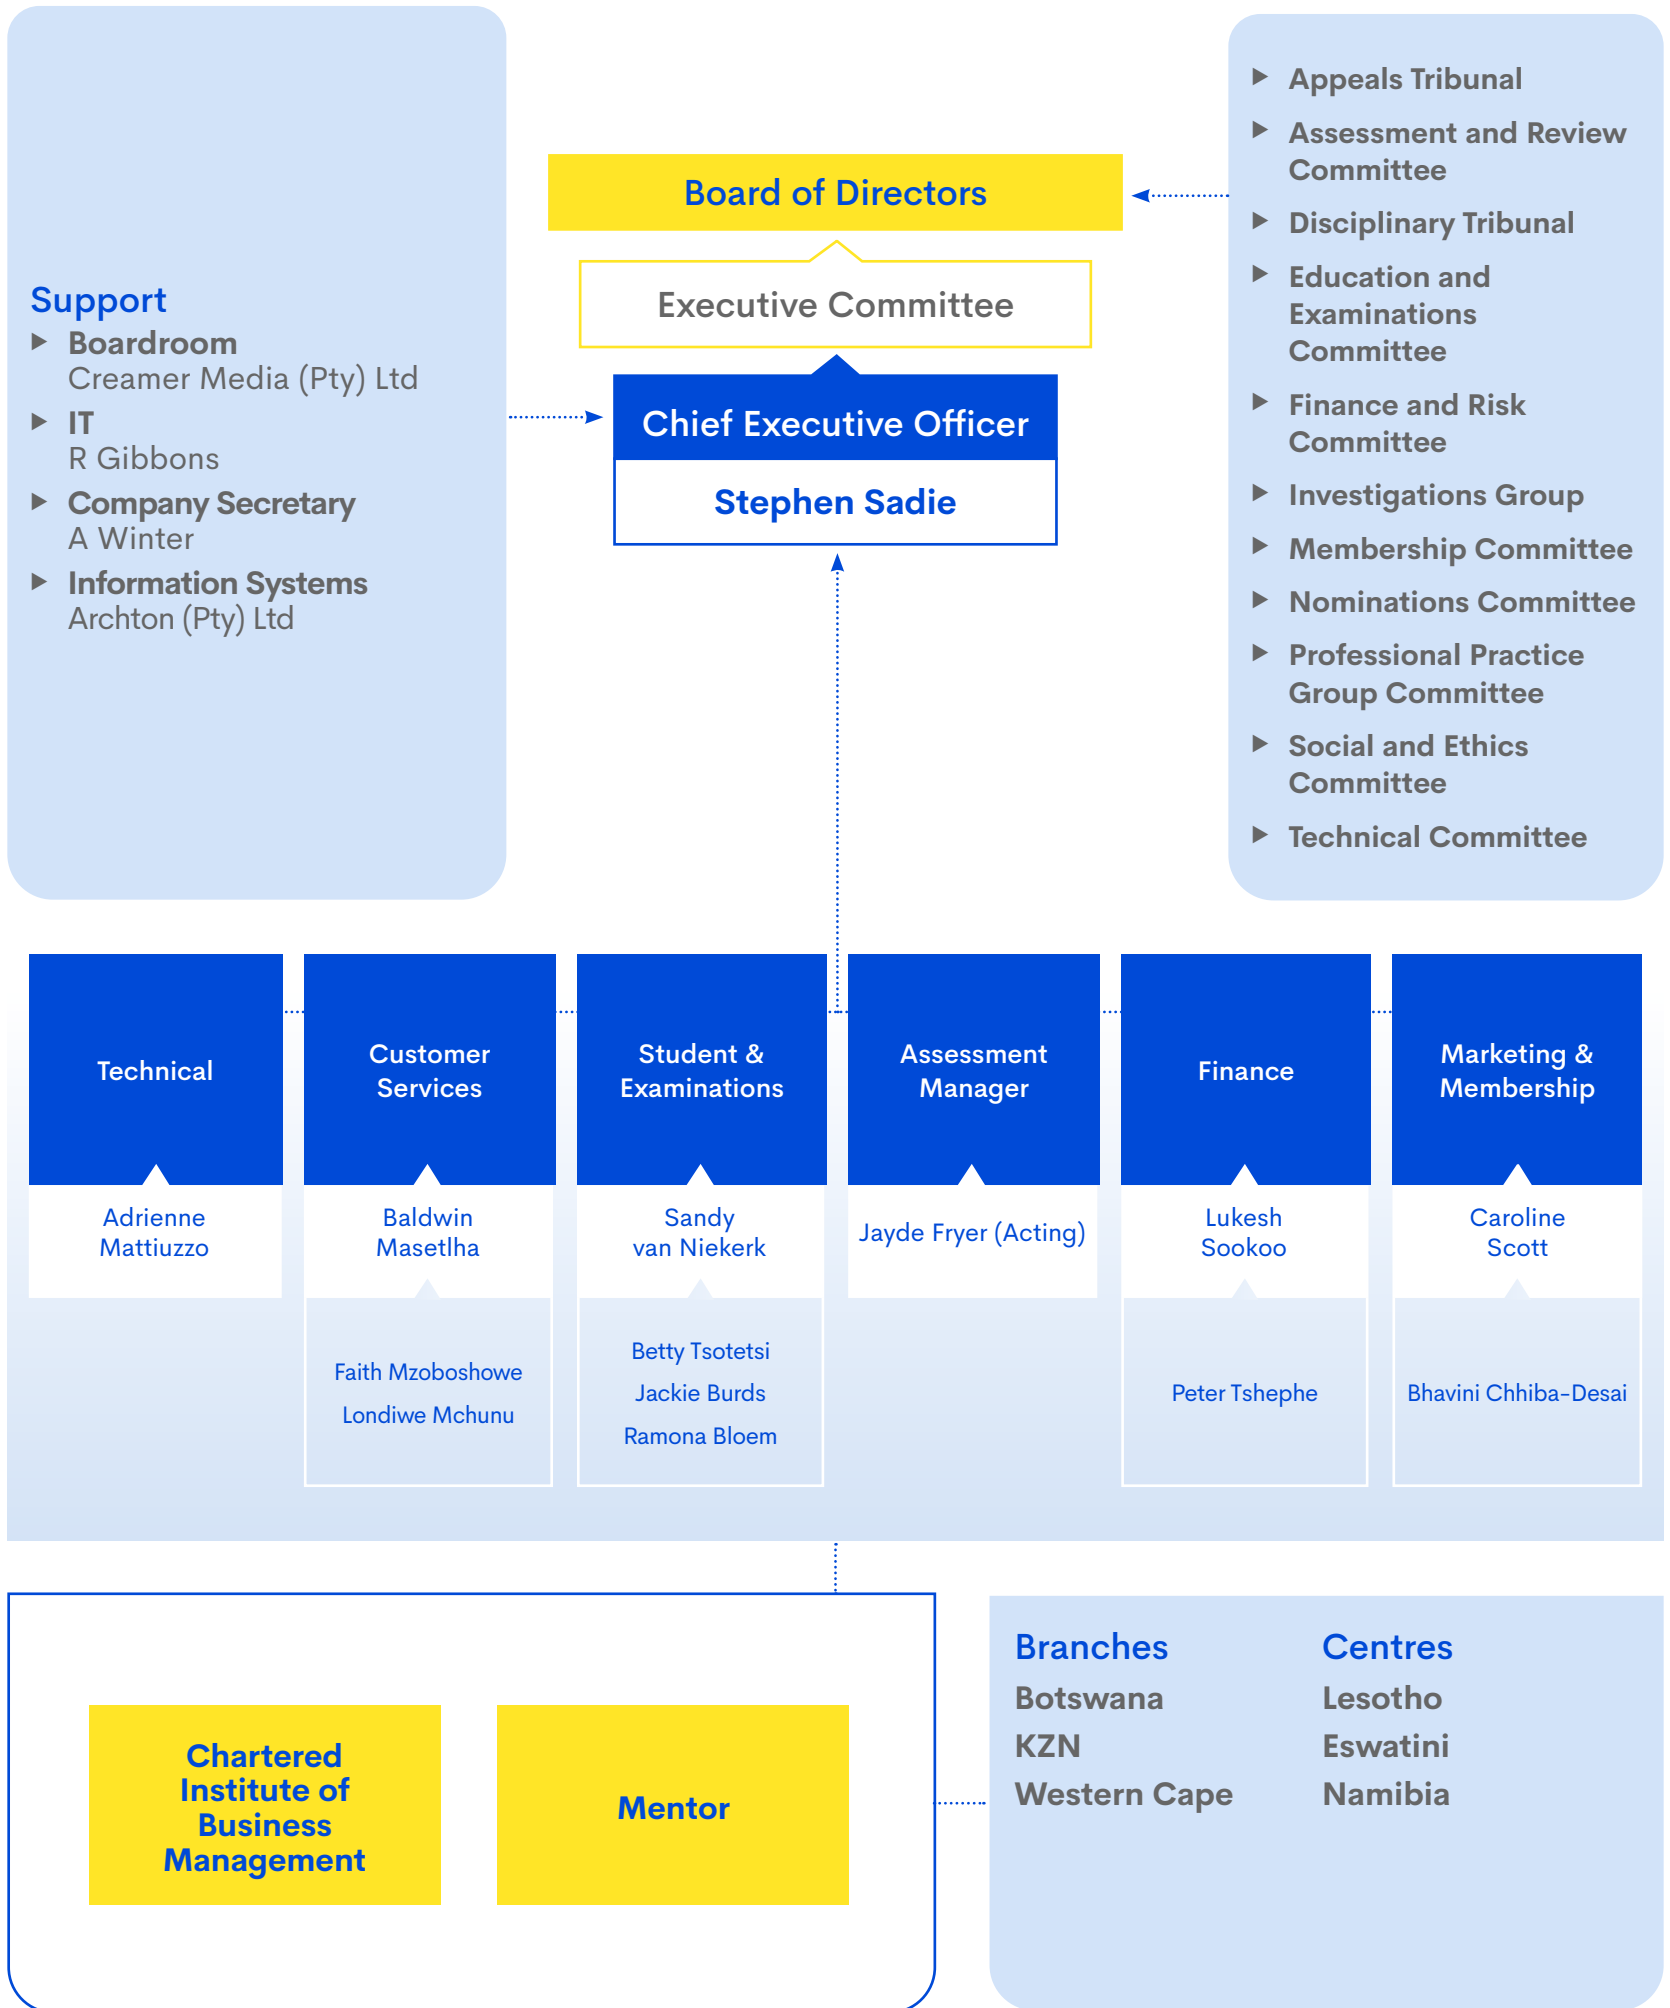 Support
Boardroom
Creamer Media (Pty) Ltd
IT
R Gibbons
Company Secretary
A Winter
Information Systems
Archton (Pty) Ltd
Board of Directors
Executive Committee
Chief Executive Officer
Stephen Sadie
Appeals Tribunal
Assessment and Review
Committee
Disciplinary Tribunal
Education and
Examinations
Committee
Finance and Risk
Committee
Investigations Group
Membership Committee
Nominations Committee
Professional Practice
Group Committee
Social and Ethics
Committee
Technical Committee
Technical
Adrienne
Mattiuzzo
Customer
Services
Baldwin
Masetlha
Faith Mzoboshowe
Londiwe Mchunu
Student &
Examinations
Sandy
van Niekerk
Betty Tsotetsi
Jackie Burds
Ramona Bloem
Assessment
Manager
Jayde Fryer (Acting)
Finance
Lukesh
Sookoo
Peter Tshephe
Marketing &
Membership
Caroline
Scott
Bhavini Chhiba-Desai
Chartered
Institute of
Business
Management
Mentor
Branches
Botswana
KZN
Western Cape
Centres
Lesotho
Eswatini
Namibia